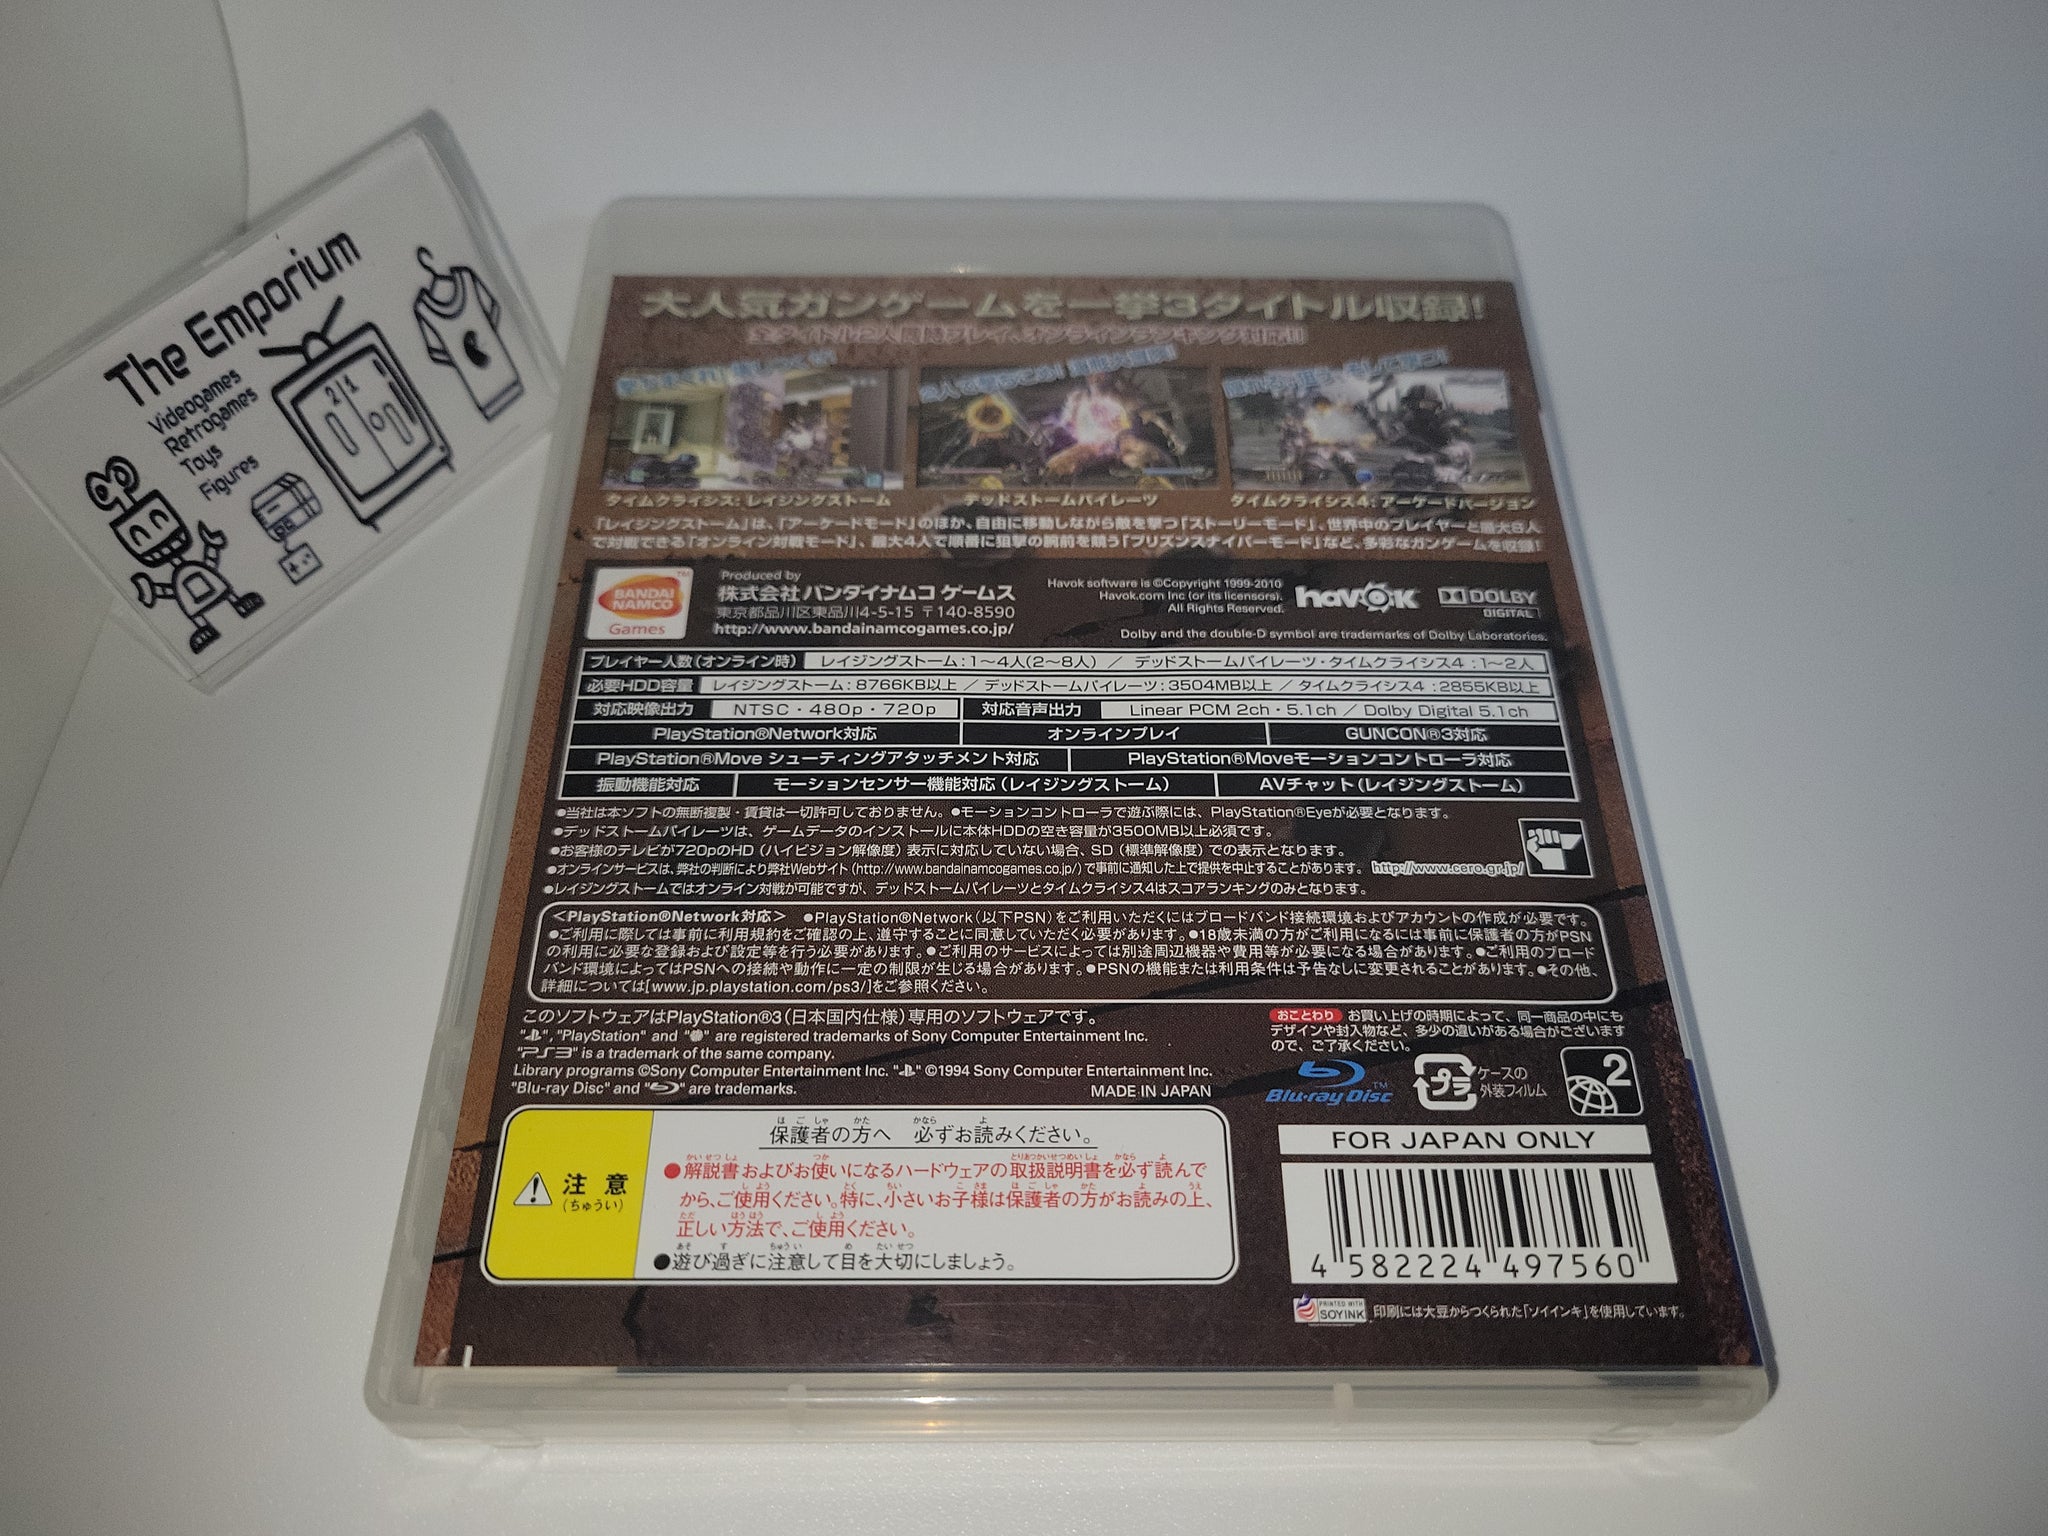 The Emporium
Videogames
Retrogames
Toys
Figures
大人気ガンゲームを一挙3タイトル収録!
全タイトル2人同時プレイ、オンラインランキング対応!!
タイムクライシス: レイジングストーム
デッドストームパイレーツ
タイムクライシス4: アーケードバージョン
「レイジングストーム」は、「アーケードモード」のほか、自由に移動しながら敵を撃つ「ストーリーモード」、世界中のプレイヤーと最大8人
で対戦できる「オンライン対戦モード」、最大4人で順番に狙撃の腕前を競う「プリズンスナイパーモード」など、多彩なガンゲームを収録!
BANDAI
NAMCO
Games
Produced by
株式会社 バンダイナムコ ゲームス
東京都品川区東品川4-5-15 〒140-8590
http://www.bandainamcogames.co.jp/
Havok software is ©Copyright 1999-2010
Havok.com Inc (or its licensors).
All Rights Reserved.
havok
DOLBY
DIGITAL
Dolby and the double-D symbol are trademarks of Dolby Laboratories.
プレイヤー人数(オンライン時) レイジングストーム:1〜4人(2〜8人) / デッドストームパイレーツ・タイムクライシス4:1〜2人
必要HDD容量 レイジングストーム:8766KB以上 / デッドストームパイレーツ:3504MB以上 / タイムクライシス4:2855KB以上
対応映像出力 NTSC・480p・720p 対応音声出力 Linear PCM 2ch・5.1ch / Dolby Digital 5.1ch
PlayStation®Network対応 オンラインプレイ GUNCON®3対応
PlayStation®Move シューティングアタッチメント対応 PlayStation®Moveモーションコントローラ対応
振動機能対応 モーションセンサー機能対応(レイジングストーム) AVチャット(レイジングストーム)
●当社は本ソフトの無断複製・賃貸は一切許可しておりません。●モーションコントローラで遊ぶ際には、PlayStation®Eyeが必要となります。
●デッドストームパイレーツは、ゲームデータのインストールに本体HDDの空き容量が3500MB以上必須です。
●お客様のテレビが720pのHD(ハイビジョン解像度)表示に対応していない場合、SD(標準解像度)での表示となります。
●オンラインサービスは、弊社の判断により弊社Webサイト(http://www.bandainamcogames.co.jp/)で事前に通知した上で提供を中止することがあります。
http://www.cero.gr.jp/
●レイジングストームではオンライン対戦が可能ですが、デッドストームパイレーツとタイムクライシス4はスコアランキングのみとなります。
<PlayStation®Network対応> ●PlayStation®Network(以下PSN)をご利用いただくにはブロードバンド接続環境およびアカウントの作成が必要です。
●ご利用に際しては事前に利用規約をご確認の上、遵守することに同意していただく必要があります。●18歳未満の方がご利用になるには事前に保護者の方がPSN
の利用に必要な登録および設定等を行う必要があります。●ご利用のサービスによっては別途周辺機器や費用等が必要になる場合があります。●ご利用のブロード
バンド環境によってはPSNへの接続や動作に一定の制限が生じる場合があります。●PSNの機能または利用条件は予告なしに変更されることがあります。●その他、
詳細については[www.jp.playstation.com/ps3/]をご参照ください。
このソフトウェアはPlayStation®3(日本国内仕様)専用のソフトウェアです。
" ", "PlayStation" and " " are registered trademarks of Sony Computer Entertainment Inc.
"PS3" is a trademark of the same company.
Library programs ©Sony Computer Entertainment Inc. " " ©1994 Sony Computer Entertainment Inc.
"Blu-ray Disc" and " " are trademarks.
MADE IN JAPAN
おことわり お買い上げの時期によって、同一商品の中にも
デザインや封入物など、多少の違いがある場合がございます
ので、ご了承ください。
Blu-ray Disc™
プラ
ケースの
外装フィルム
2
注意
(ちゅうい)
保護者の方へ 必ずお読みください。
●解説書およびお使いになるハードウェアの取扱説明書を必ず読んで
から、ご使用ください。特に、小さいお子様は保護者の方がお読みの上、
正しい方法で、ご使用ください。
●遊び過ぎに注意して目を大切にしましょう。
FOR JAPAN ONLY
4 582224 497560
PRINTED WITH
SOYINK
印刷には大豆からつくられた「ソイインキ」を使用しています。